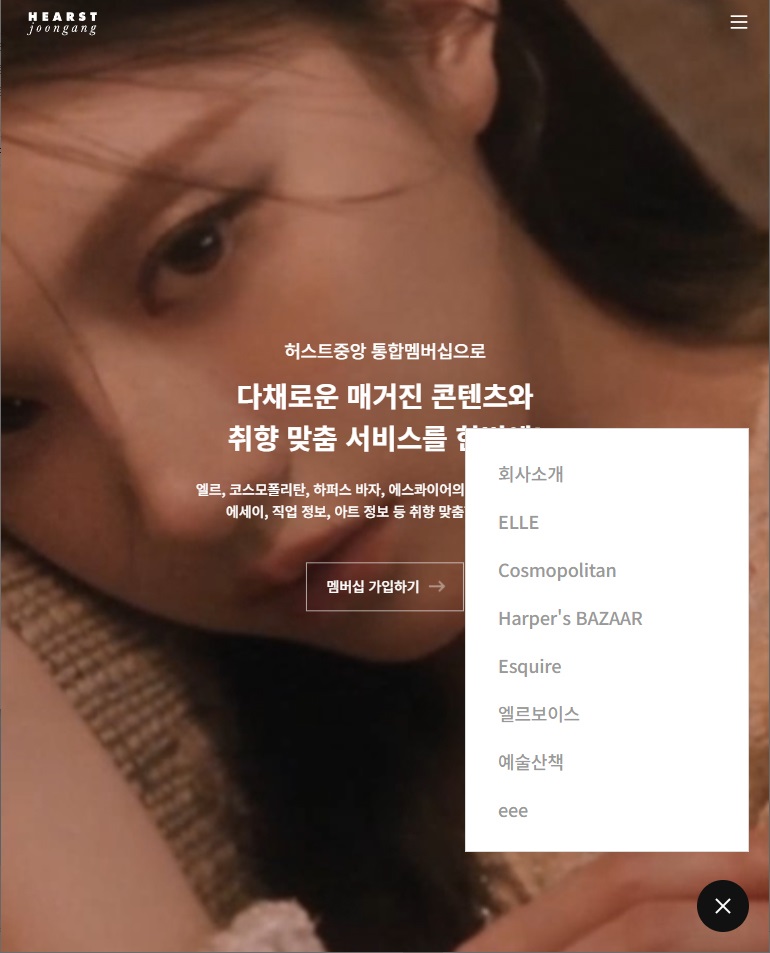 HEARST
joongang
허스트중앙 통합멤버십으로
다채로운 매거진 콘텐츠와
취향 맞춤 서비스를
엘르, 코스모폴리탄, 하퍼스 바자, 에스콰이어의
에세이, 직업 정보, 아트 정보 등 취향 맞춤
멤버십 가입하기 →
회사소개
ELLE
Cosmopolitan
Harper's BAZAAR
Esquire
엘르보이스
예술산책
eee